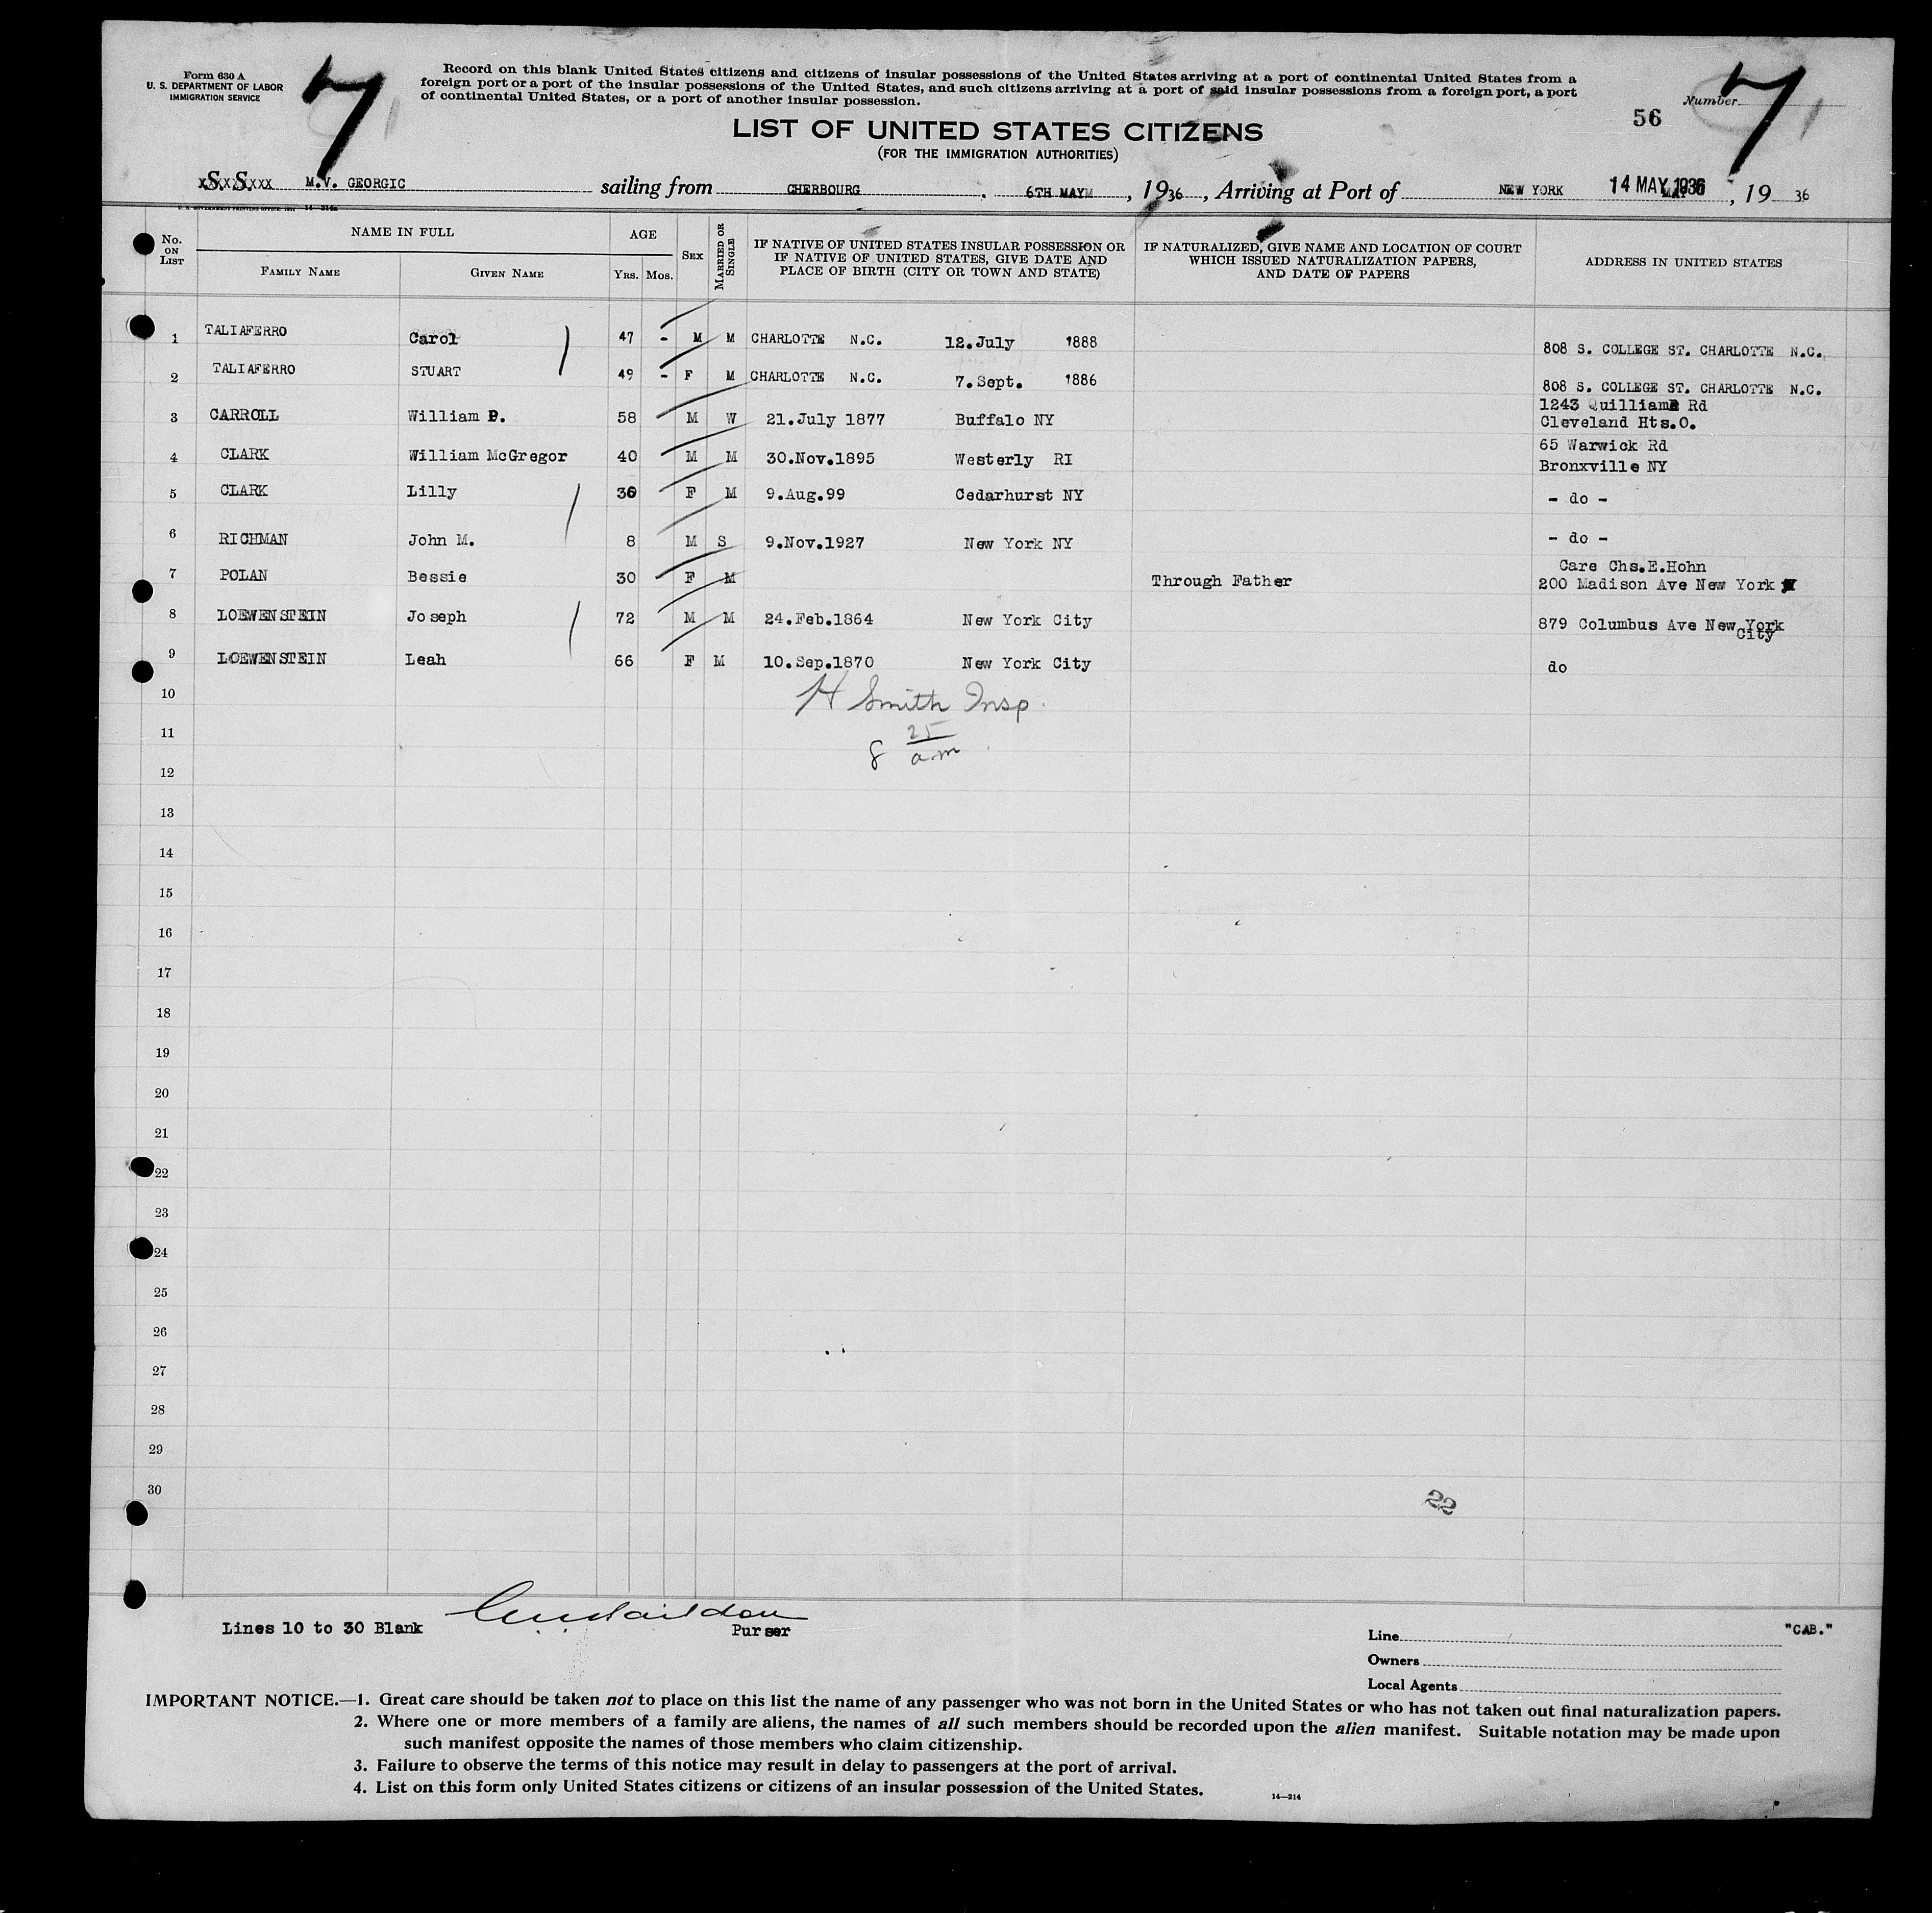 Form 630 A
U. S. DEPARTMENT OF LABOR
IMMIGRATION SERVICE
7
Record on this blank United States citizens and citizens of insular possessions of the United States arriving at a port of continental United States from a
foreign port or a port of the insular possessions of the United States, and such citizens arriving at a port of said insular possessions from a foreign port, a port
of continental United States, or a port of another insular possession.
56
Number 7
LIST OF UNITED STATES CITIZENS
(FOR THE IMMIGRATION AUTHORITIES)
S. S. M.V. GEORGIC sailing from CHERBOURG, 6TH MAY, 1936, Arriving at Port of NEW YORK 14 MAY 1936, 19 36
U. S. GOVERNMENT PRINTING OFFICE: 1931 14—214a
No. ON LIST
NAME IN FULL
FAMILY NAME GIVEN NAME
AGE
YRS. MOS.
SEX
MARRIED OR SINGLE
IF NATIVE OF UNITED STATES INSULAR POSSESSION OR
IF NATIVE OF UNITED STATES, GIVE DATE AND
PLACE OF BIRTH (CITY OR TOWN AND STATE)
IF NATURALIZED, GIVE NAME AND LOCATION OF COURT
WHICH ISSUED NATURALIZATION PAPERS,
AND DATE OF PAPERS
ADDRESS IN UNITED STATES
1 TALIAFERRO Carol 47 - M M CHARLOTTE N.C. 12.July 1888 808 S. COLLEGE ST. CHARLOTTE N.C.
2 TALIAFERRO STUART 49 - F M CHARLOTTE N.C. 7.Sept. 1886 808 S. COLLEGE ST. CHARLOTTE N.C.
3 CARROLL William P. 58 M W 21.July 1877 Buffalo NY 1243 Quilliams Rd
Cleveland Hts.O.
4 CLARK William McGregor 40 M M 30.Nov.1895 Westerly RI 65 Warwick Rd
Bronxville NY
5 CLARK Lilly 36 F M 9.Aug.99 Cedarhurst NY - do -
6 RICHMAN John M. 8 M S 9.Nov.1927 New York NY - do -
7 POLAN Bessie 30 F M Through Father Care Chs.E.Hohn
200 Madison Ave New York
8 LOEWENSTEIN Joseph 72 M M 24.Feb.1864 New York City 879 Columbus Ave New York
City
9 LOEWENSTEIN Leah 66 F M 10.Sep.1870 New York City do
10
H Smith Insp.
11
8 25 a.m
12
13
14
15
16
17
18
19
20
21
22
23
24
25
26
27
28
29
30
22
Lines 10 to 30 Blank
Purser
Line
"CAB."
Owners
Local Agents
IMPORTANT NOTICE.—1. Great care should be taken not to place on this list the name of any passenger who was not born in the United States or who has not taken out final naturalization papers.
2. Where one or more members of a family are aliens, the names of all such members should be recorded upon the alien manifest. Suitable notation may be made upon
such manifest opposite the names of those members who claim citizenship.
3. Failure to observe the terms of this notice may result in delay to passengers at the port of arrival.
4. List on this form only United States citizens or citizens of an insular possession of the United States.
14—214